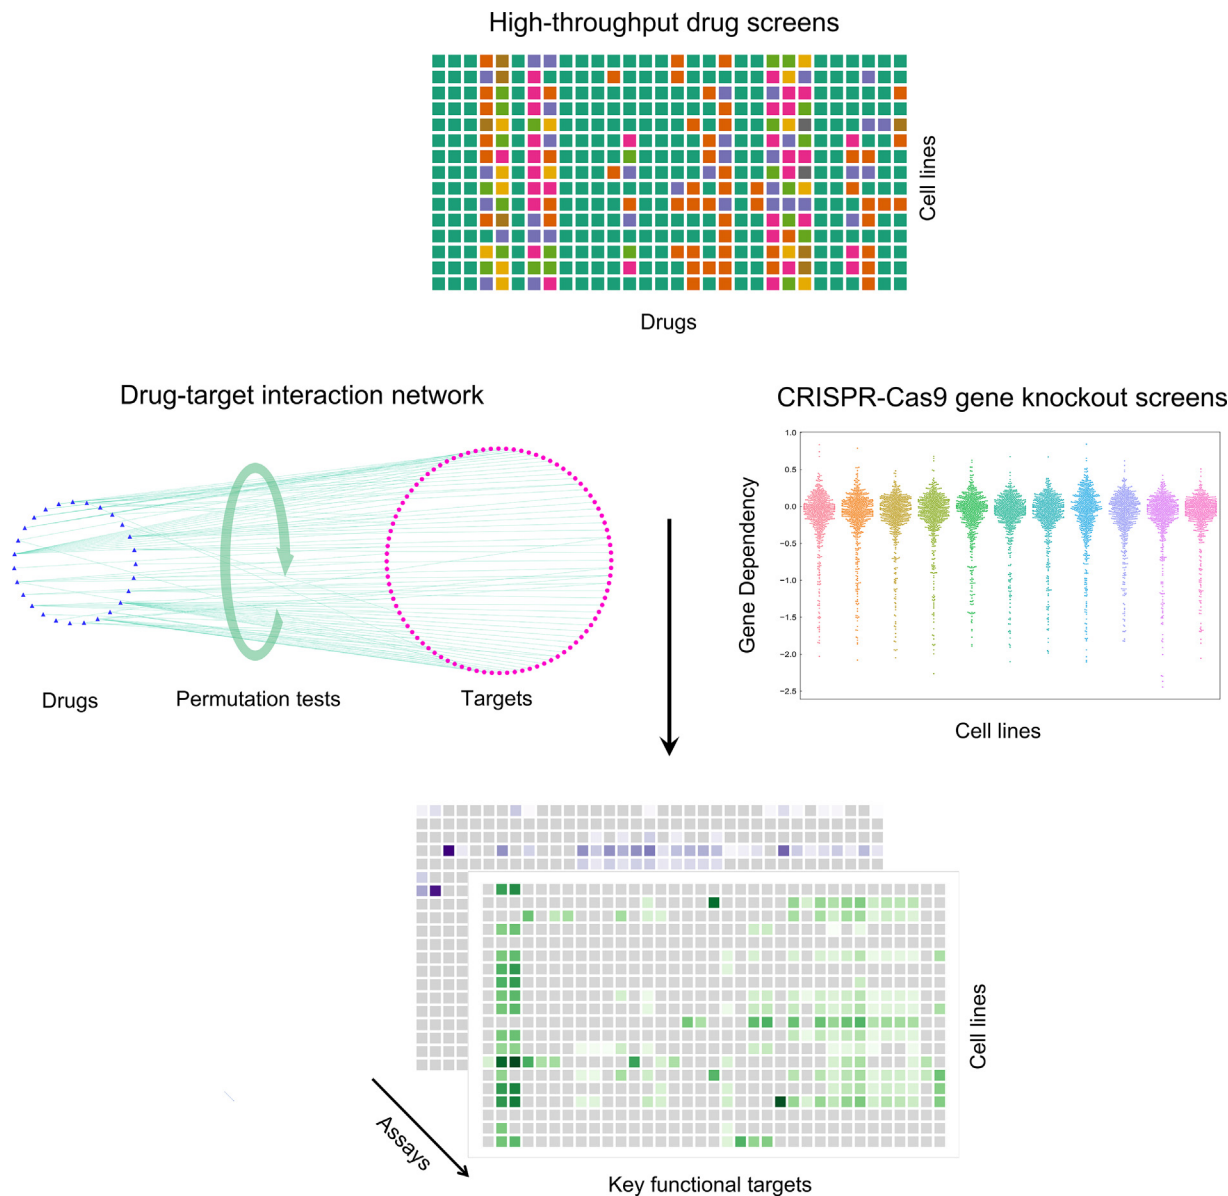 High-throughput drug screens
Cell lines
Drugs
Drug-target interaction network
CRISPR-Cas9 gene knockout screens
1.0
0.5
0.0
−0.5
−1.0
−1.5
−2.0
−2.5
Gene Dependency
Cell lines
Drugs
Permutation tests
Targets
Cell lines
Assays
Key functional targets